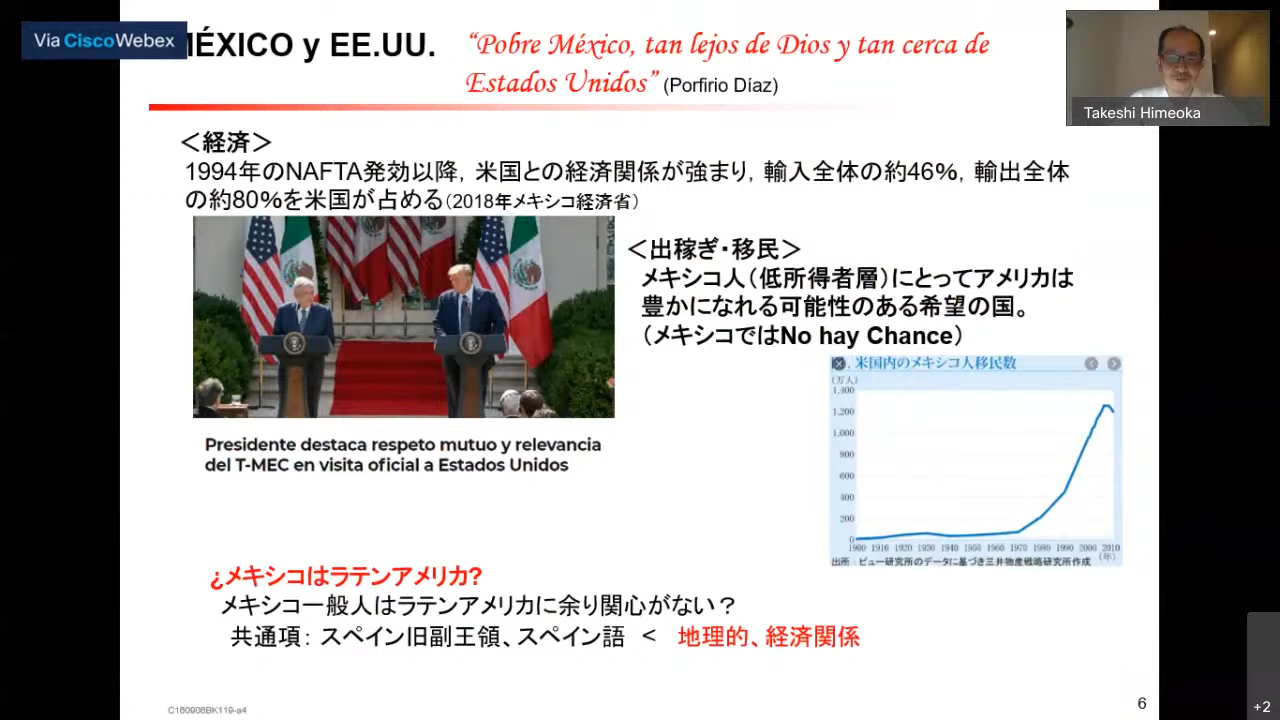 Via Cisco Webex
MÉXICO y EE.UU.
“Pobre México, tan lejos de Dios y tan cerca de
Estados Unidos” (Porfirio Díaz)
Takeshi Himeoka
＜経済＞
1994年のNAFTA発効以降，米国との経済関係が強まり，輸入全体の約46%，輸出全体
の約80%を米国が占める（2018年メキシコ経済省）
＜出稼ぎ・移民＞
メキシコ人（低所得者層）にとってアメリカは
豊かになれる可能性のある希望の国。
（メキシコではNo hay Chance）
Presidente destaca respeto mutuo y relevancia
del T-MEC en visita oficial a Estados Unidos
米国内のメキシコ人移民数
(万人)
1,400
1,200
1,000
800
600
400
200
0
1900 1910 1920 1930 1940 1950 1960 1970 1980 1990 2000 2010
(年)
出所：ピュー研究所のデータに基づき三井物産戦略研究所作成
¿メキシコはラテンアメリカ?
メキシコ一般人はラテンアメリカに余り関心がない？
共通項： スペイン旧副王領、スペイン語 ＜ 地理的、経済関係
C160908BK119-a4
6
+2